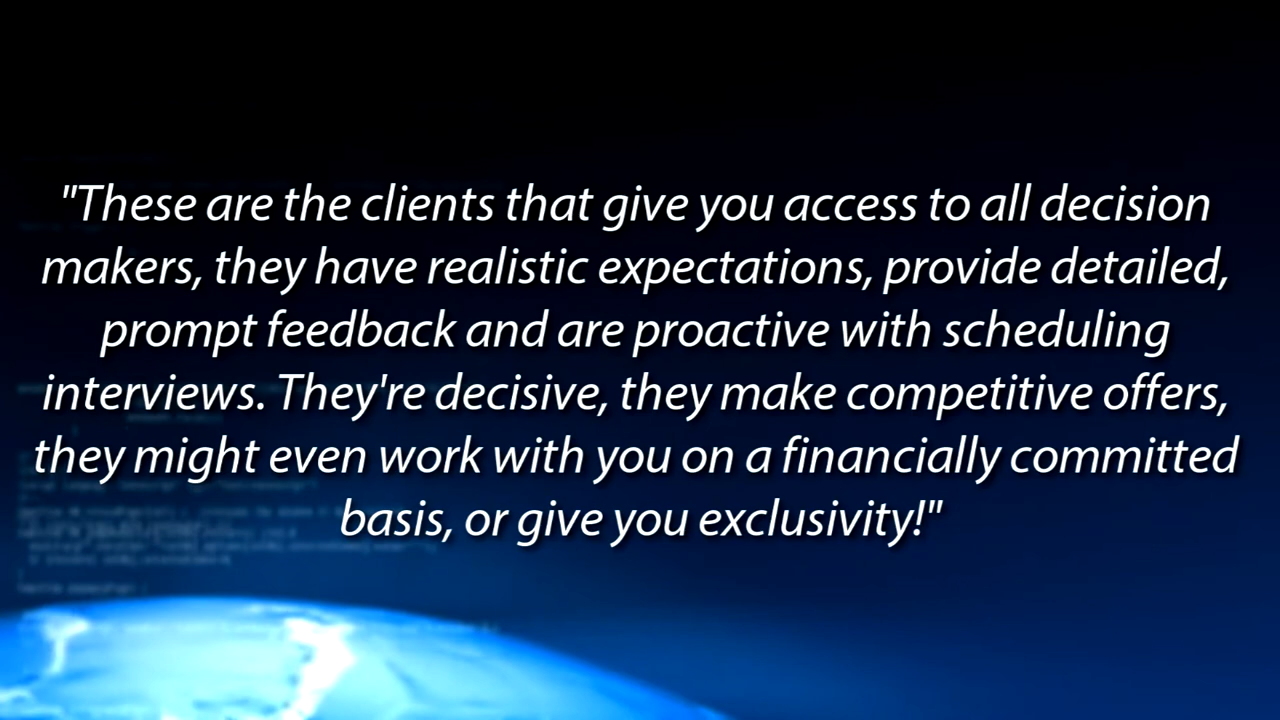 "These are the clients that give you access to all decision
makers, they have realistic expectations, provide detailed,
prompt feedback and are proactive with scheduling
interviews. They're decisive, they make competitive offers,
they might even work with you on a financially committed
basis, or give you exclusivity!"